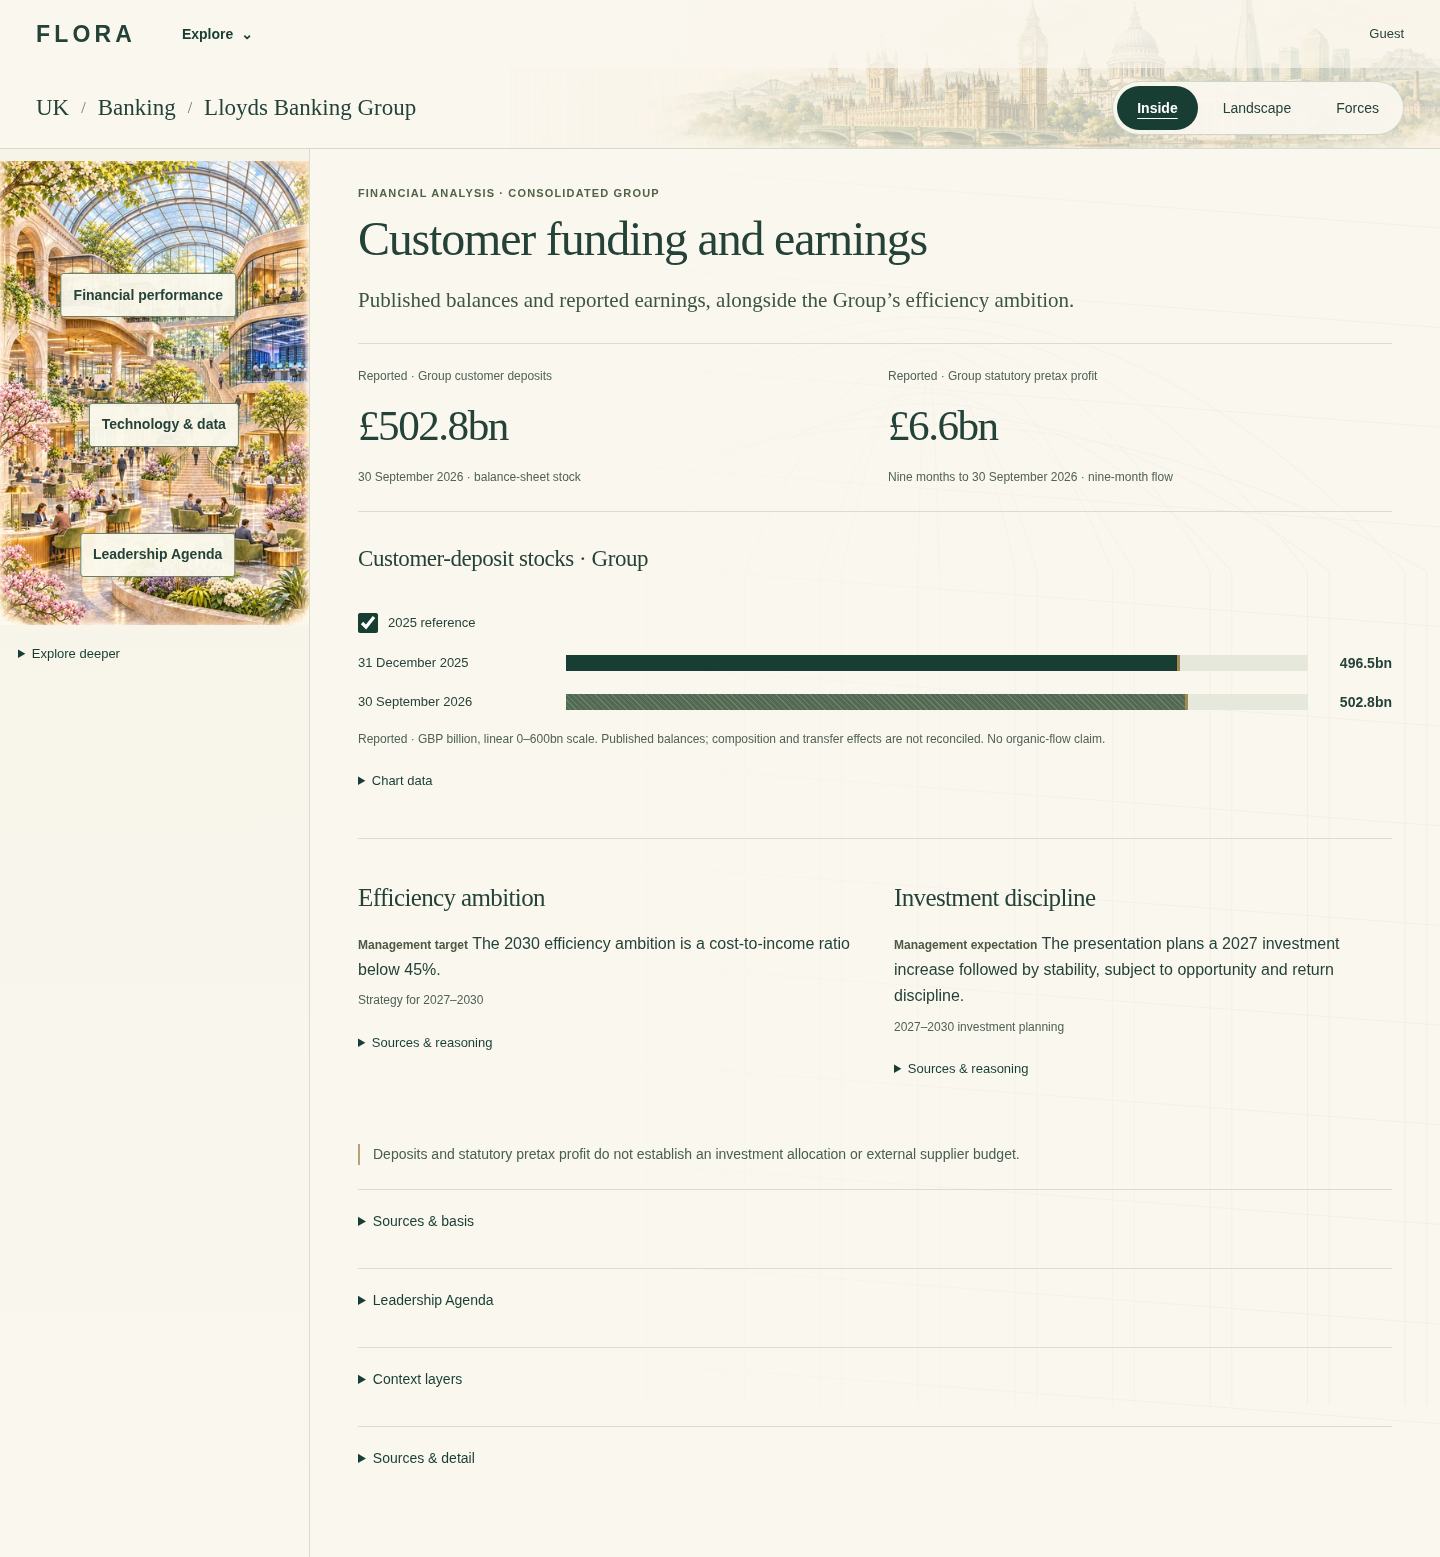 FLORA
Explore
Guest
UK / Banking / Lloyds Banking Group
Inside
Landscape
Forces
Financial performance
Technology & data
Leadership Agenda
Explore deeper
FINANCIAL ANALYSIS · CONSOLIDATED GROUP
Customer funding and earnings
Published balances and reported earnings, alongside the Group’s efficiency ambition.
Reported · Group customer deposits
£502.8bn
30 September 2026 · balance-sheet stock
Reported · Group statutory pretax profit
£6.6bn
Nine months to 30 September 2026 · nine-month flow
Customer-deposit stocks · Group
2025 reference
31 December 2025
496.5bn
30 September 2026
502.8bn
Reported · GBP billion, linear 0–600bn scale. Published balances; composition and transfer effects are not reconciled. No organic-flow claim.
Chart data
Efficiency ambition
Management target The 2030 efficiency ambition is a cost-to-income ratio
below 45%.
Strategy for 2027–2030
Sources & reasoning
Investment discipline
Management expectation The presentation plans a 2027 investment
increase followed by stability, subject to opportunity and return
discipline.
2027–2030 investment planning
Sources & reasoning
Deposits and statutory pretax profit do not establish an investment allocation or external supplier budget.
Sources & basis
Leadership Agenda
Context layers
Sources & detail